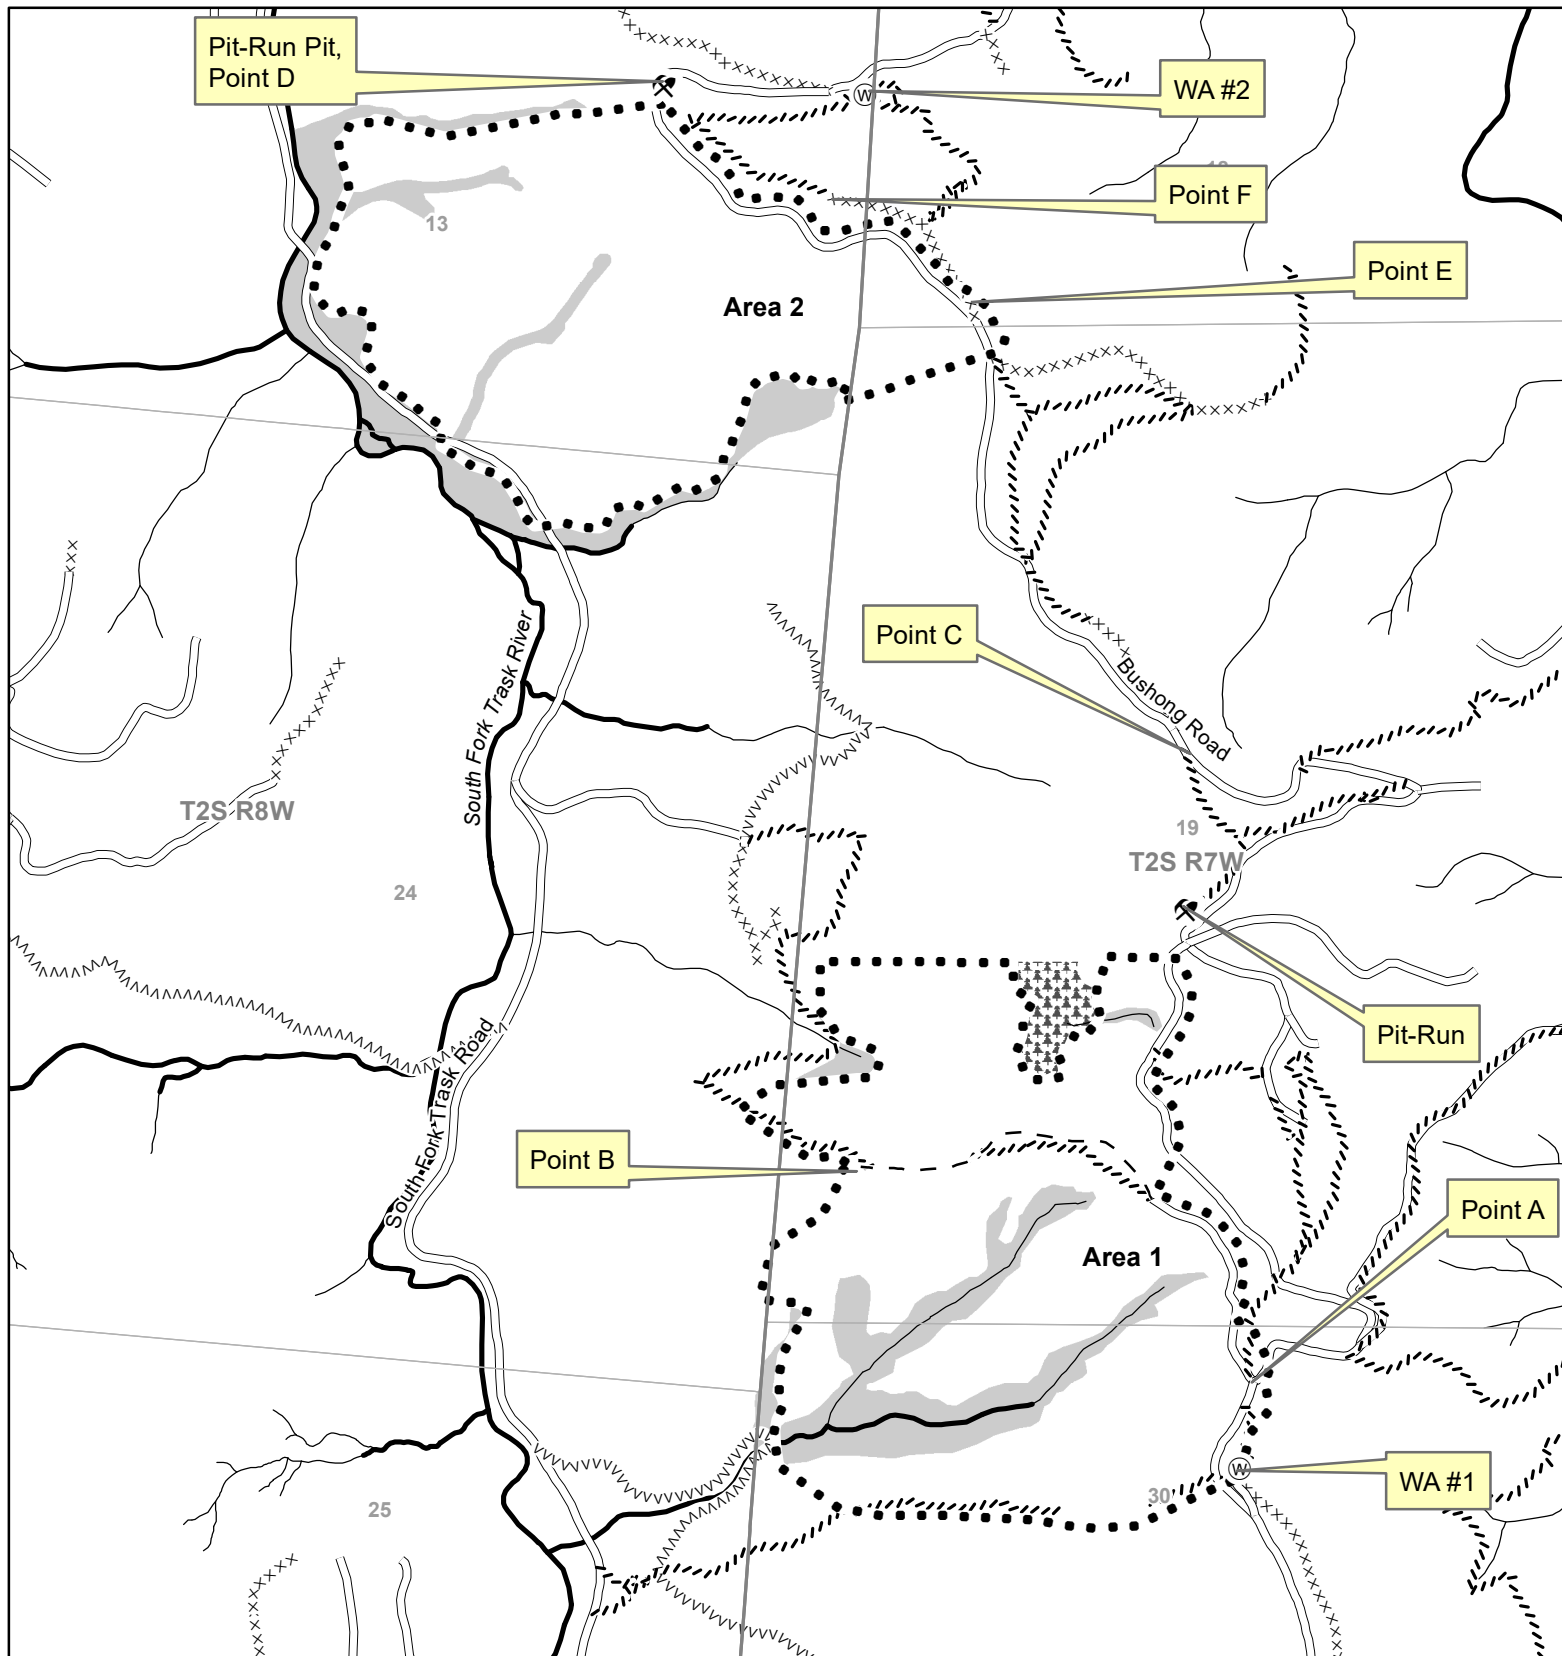 Pit-Run Pit,
Point D
WA #2
Point F
13
Point E
Area 2
Point C
Bushong Road
South Fork Trask River
T2S R8W
19
T2S R7W
24
Pit-Run
South Fork Trask Road
Point B
Point A
Area 1
W
W
WA #1
30
25